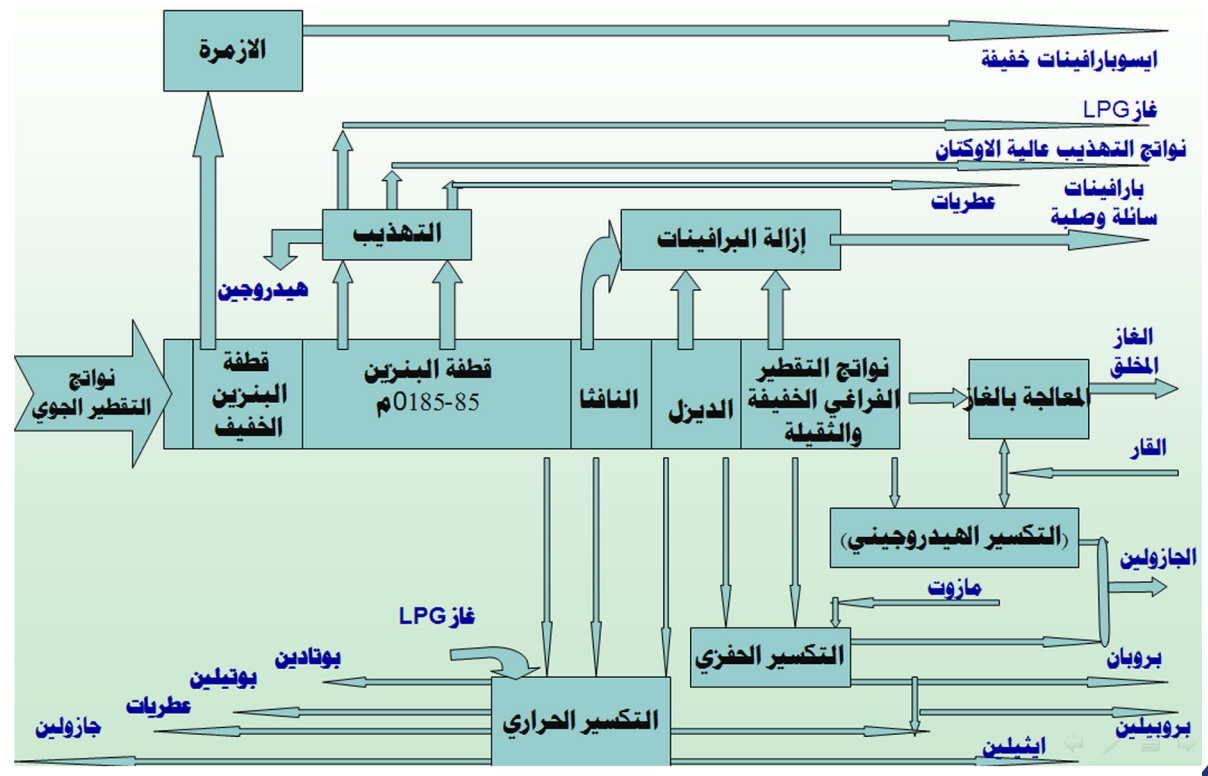 الازمرة
ايسوبارافينات خفيفة
غاز LPG
نواتج التهذيب عالية الاوكتان
بارافينات
سائلة وصلبة
عطريات
التهذيب
إزالة البرافينات
هيدروجين
نواتج
التقطير الجوي
قطفة
البنزين
الخفيف
قطفة البنزين
85-0185م
النافثا
الديزل
نواتج التقطير
الفراغي الخفيفة
والثقيلة
المعالجة بالغاز
الغاز
المخلق
القار
(التكسير الهيدروجيني)
الجازولين
مازوت
التكسير الحفزي
بروبان
بروبيلين
غاز LPG
التكسير الحراري
بوتادين
بوتيلين
عطريات
جازولين
ايثيلين